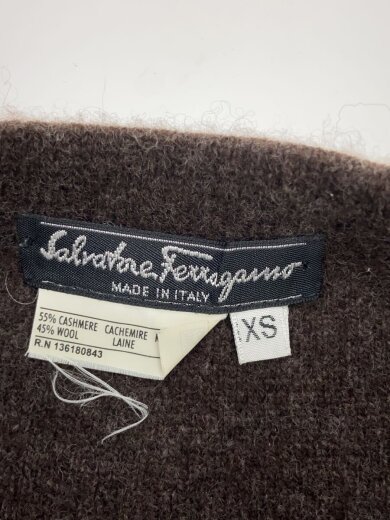 Salvatore Ferragamo
MADE IN ITALY
55% CASHMERE CACHEMIRE
45% WOOL LAINE
R.N 136180843
XS